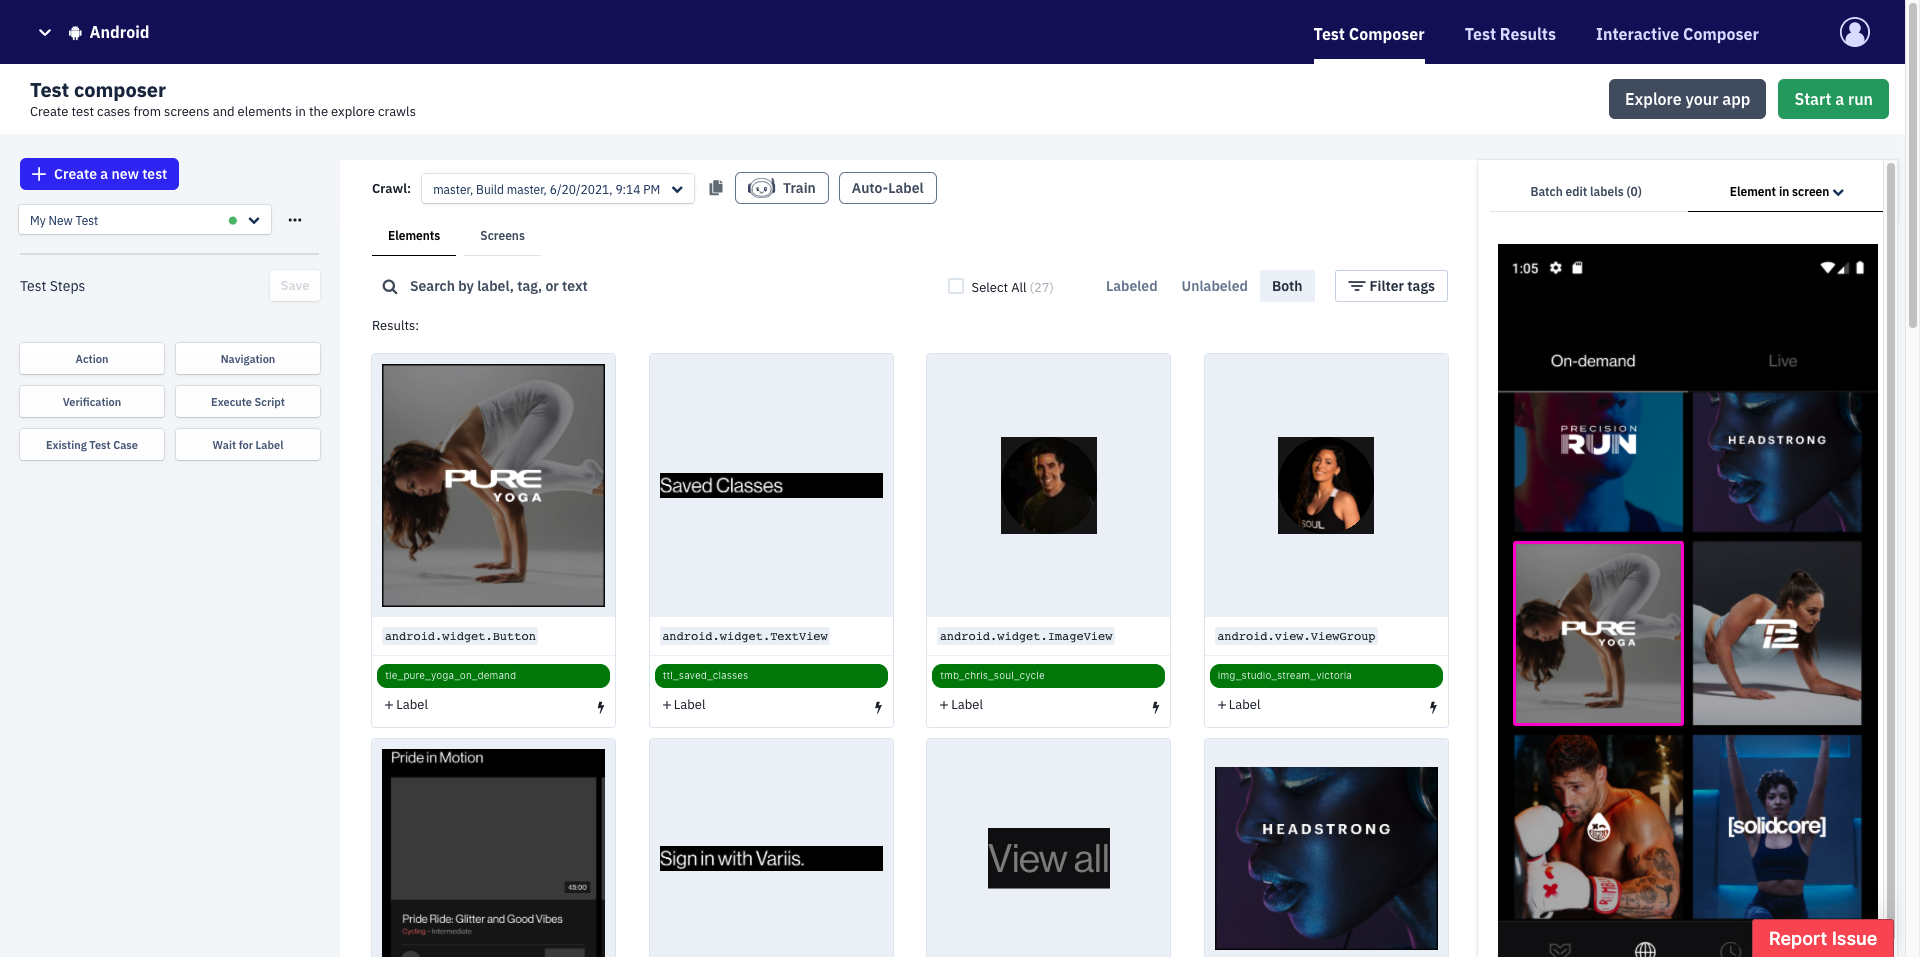 Android
Test Composer
Test Results
Interactive Composer
Test composer
Create test cases from screens and elements in the explore crawls
Explore your app
Start a run
Create a new test
My New Test
Test Steps
Save
Action
Navigation
Verification
Execute Script
Existing Test Case
Wait for Label
Crawl:
master, Build master, 6/20/2021, 9:14 PM
Train
Auto-Label
Elements
Screens
Search by label, tag, or text
Select All (27)
Labeled
Unlabeled
Both
Filter tags
Results:
PURE
YOGA
android.widget.Button
tle_pure_yoga_on_demand
+ Label
Saved Classes
android.widget.TextView
ttl_saved_classes
+ Label
android.widget.ImageView
tmb_chris_soul_cycle
+ Label
SOUL
android.view.ViewGroup
img_studio_stream_victoria
+ Label
Pride in Motion
45:00
Pride Ride: Glitter and Good Vibes
Cycling - Intermediate
Sign in with Variis.
View all
HEADSTRONG
Batch edit labels (0)
Element in screen
1:05
On-demand
Live
PRECISION
RUN
HEADSTRONG
PURE
YOGA
[solidcore]
Report Issue